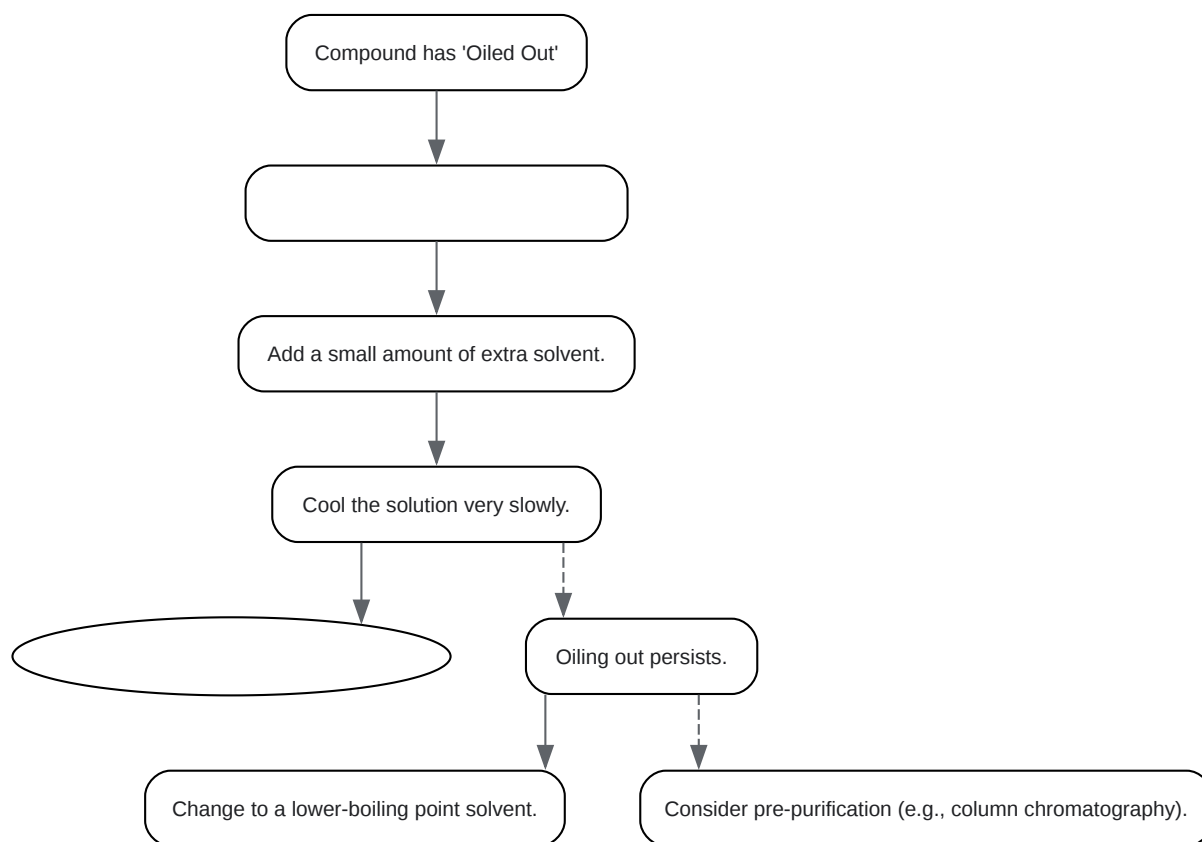 Compound has 'Oiled Out'
Add a small amount of extra solvent.
Cool the solution very slowly.
Oiling out persists.
Change to a lower-boiling point solvent.
Consider pre-purification (e.g., column chromatography).